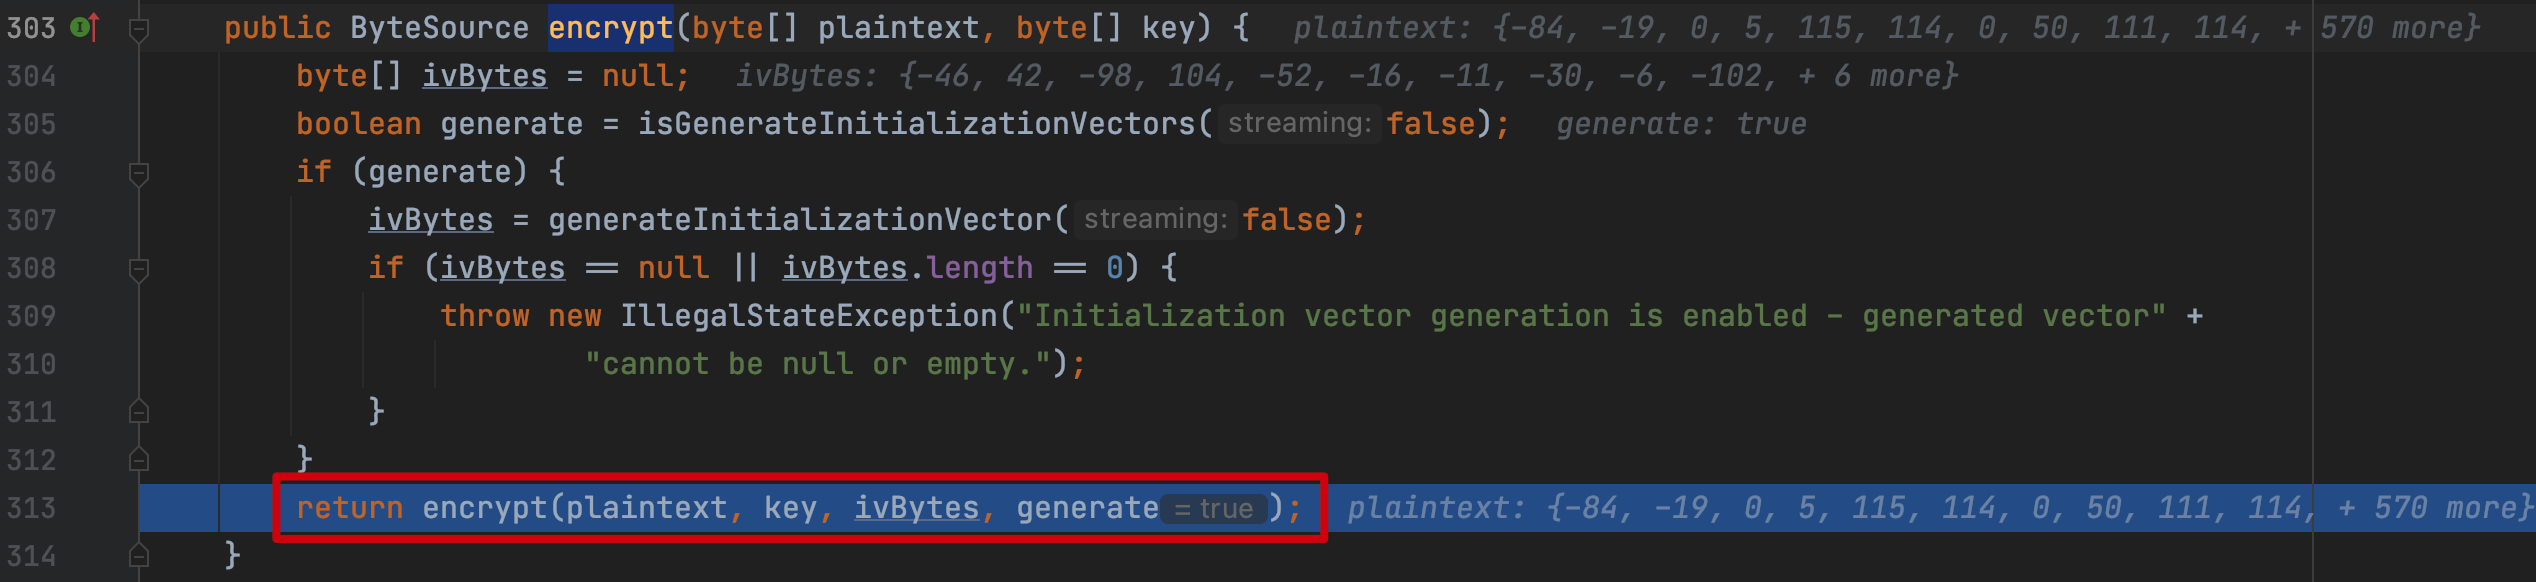 303 public ByteSource encrypt(byte[] plaintext, byte[] key) { plaintext: {-84, -19, 0, 5, 115, 114, 0, 50, 111, 114, + 570 more}
304 byte[] ivBytes = null; ivBytes: {-46, 42, -98, 104, -52, -16, -11, -30, -6, -102, + 6 more}
305 boolean generate = isGenerateInitializationVectors( streaming: false); generate: true
306 if (generate) {
307 ivBytes = generateInitializationVector( streaming: false);
308 if (ivBytes == null || ivBytes.length == 0) {
309 throw new IllegalStateException("Initialization vector generation is enabled - generated vector" +
310 "cannot be null or empty.");
311 }
312 }
313 return encrypt(plaintext, key, ivBytes, generate = true ); plaintext: {-84, -19, 0, 5, 115, 114, 0, 50, 111, 114, + 570 more}
314 }